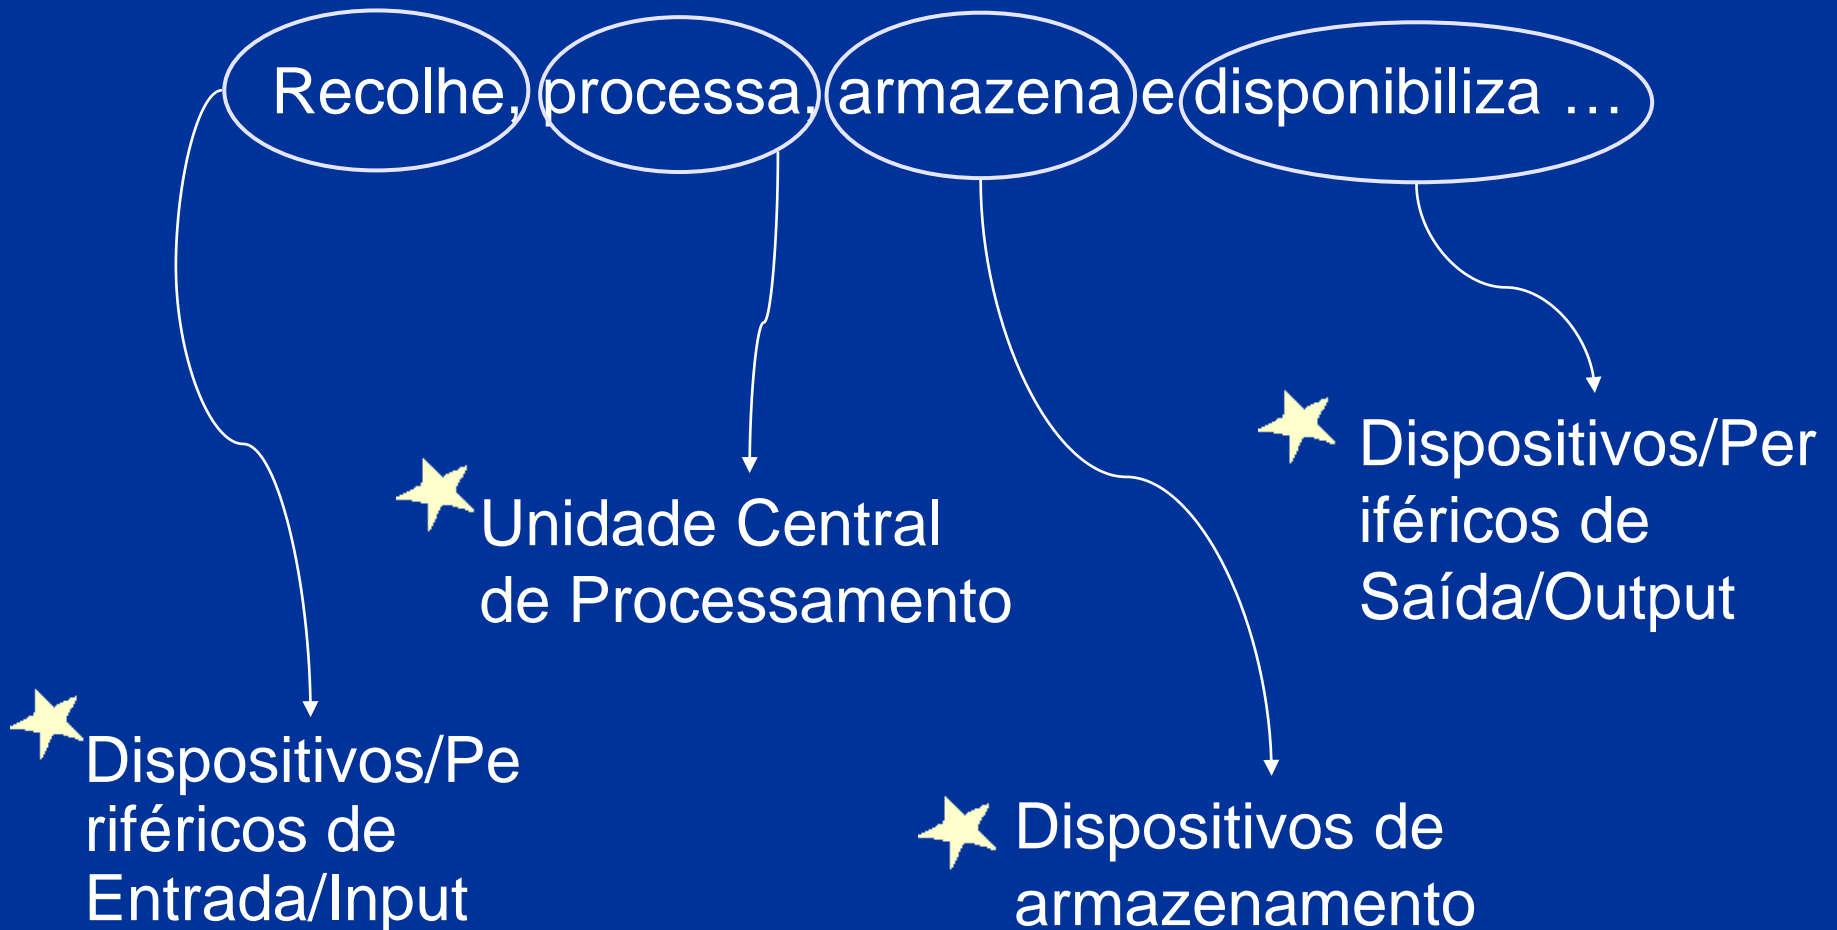 Recolhe, processa, armazena e disponibiliza …
Dispositivos/Per
iféricos de
Saída/Output
Unidade Central
de Processamento
Dispositivos/Pe
riféricos de
Entrada/Input
Dispositivos de
armazenamento